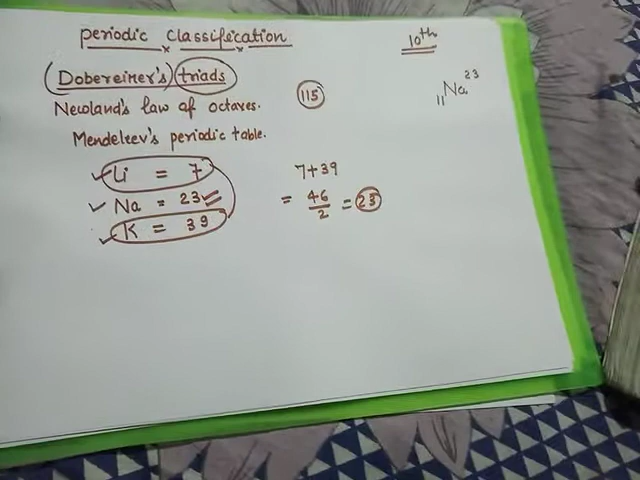 periodic classification
10th
(Dobereiner's) triads
Newland's law of octaves. 115
Mendeleev's periodic table.
11Na23
Li = 7
Na = 23
K = 39
7+39
= 46/2 = 23